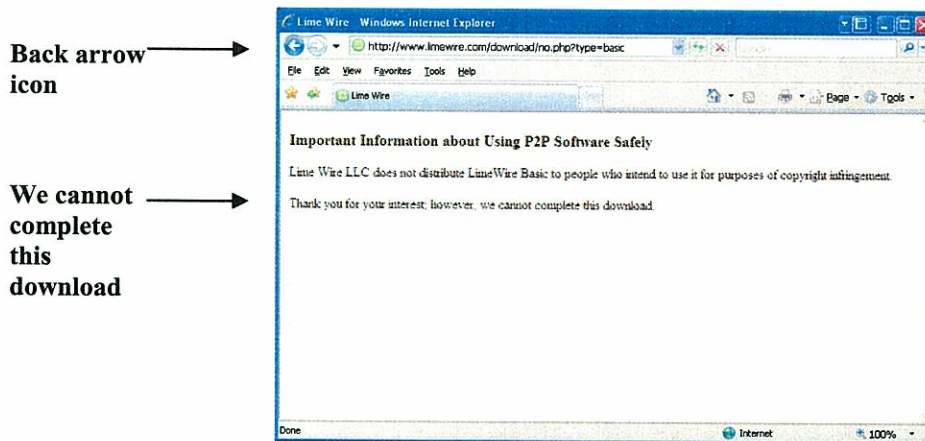 Back arrow
icon
We cannot
complete
this
download
Lime Wire Windows Internet Explorer
http://www.limewire.com/download/no.php?type=basic
File Edit View Favorites Tools Help
Lime Wire
Page Tools
Important Information about Using P2P Software Safely
Lime Wire LLC does not distribute LimeWire Basic to people who intend to use it for purposes of copyright infringement.
Thank you for your interest; however, we cannot complete this download.
Done Internet 100%